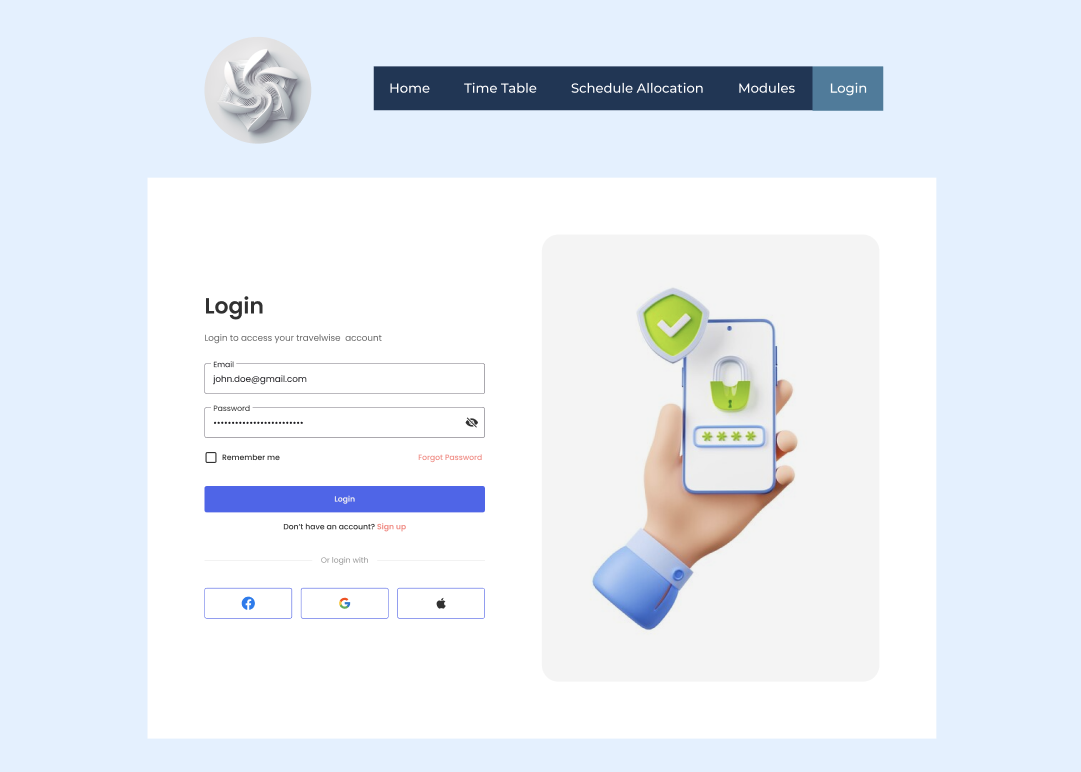 Home Time Table Schedule Allocation Modules Login
Login
Login to access your travelwise account
Email
john.doe@gmail.com
Password
•••••••••••••••••••••••••
Remember me Forgot Password
Login
Don't have an account? Sign up
Or login with
****